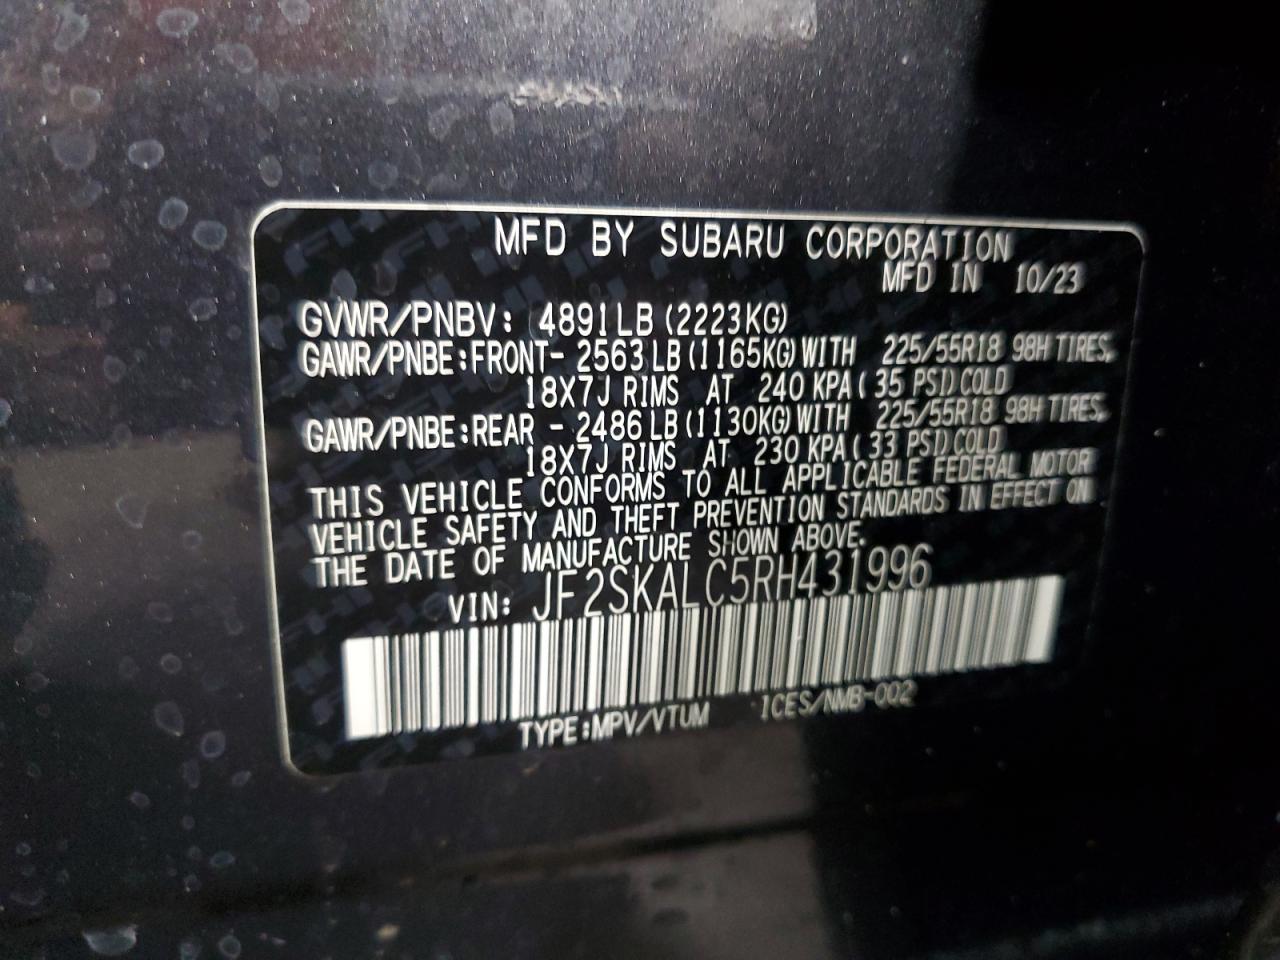 MFD BY SUBARU CORPORATION
MFD IN 10/23
GVWR/PNBV: 4891LB (2223KG)
GAWR/PNBE:FRONT- 2563 LB (1165KG) WITH 225/55R18 98H TIRES,
18X7J RIMS AT 240 KPA ( 35 PSI) COLD
GAWR/PNBE:REAR - 2486 LB (1130KG) WITH 225/55R18 98H TIRES,
18X7J RIMS AT 230 KPA ( 33 PSI) COLD
THIS VEHICLE CONFORMS TO ALL APPLICABLE FEDERAL MOTOR
VEHICLE SAFETY AND THEFT PREVENTION STANDARDS IN EFFECT ON
THE DATE OF MANUFACTURE SHOWN ABOVE.
VIN: JF2SKALC5RH431996
TYPE:MPV/VTUM ICES/NMB-002